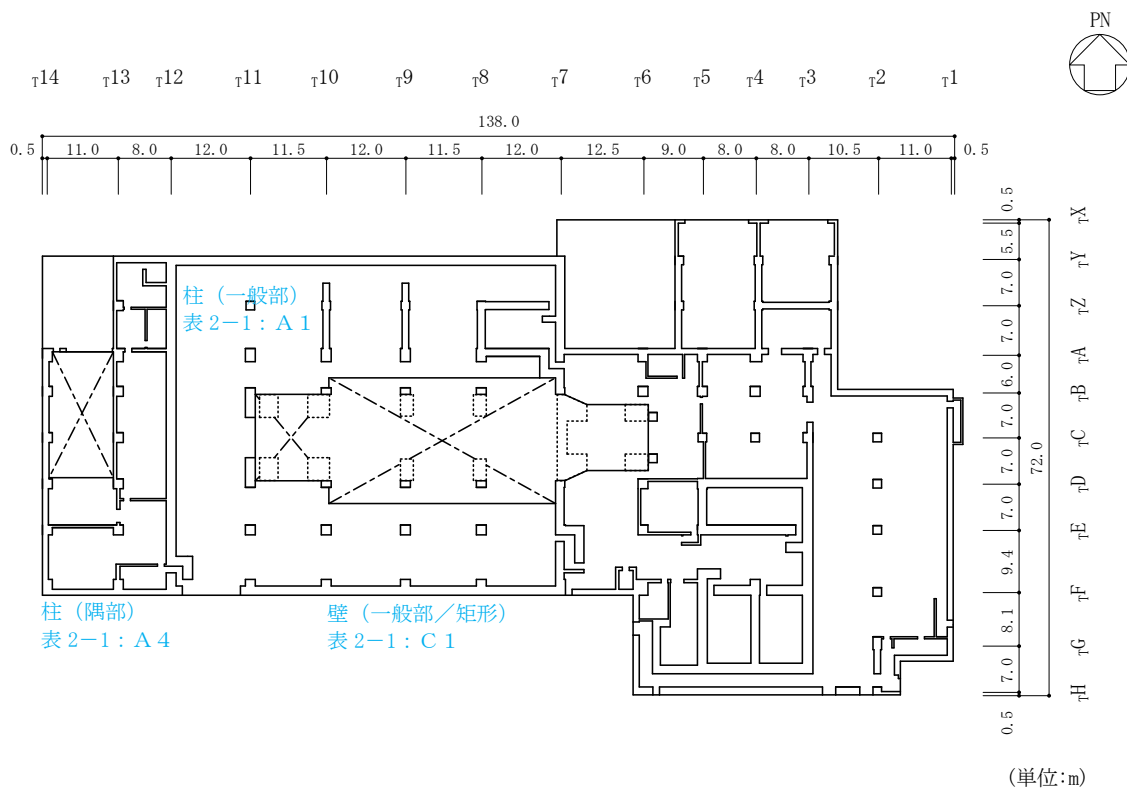 PN
T14 T13 T12 T11 T10 T9 T8 T7 T6 T5 T4 T3 T2 T1
138.0
0.5 11.0 8.0 12.0 11.5 12.0 11.5 12.0 12.5 9.0 8.0 8.0 10.5 11.0 0.5
0.5 TX
5.5
TY
7.0
TZ
7.0
TA
6.0
TB
7.0
TC
7.0 72.0
TD
7.0
TE
9.4
TF
8.1
TG
7.0
TH
0.5
柱（一般部）
表2－1：A1
柱（隅部）
表2－1：A4
壁（一般部／矩形）
表2－1：C1
(単位:m)